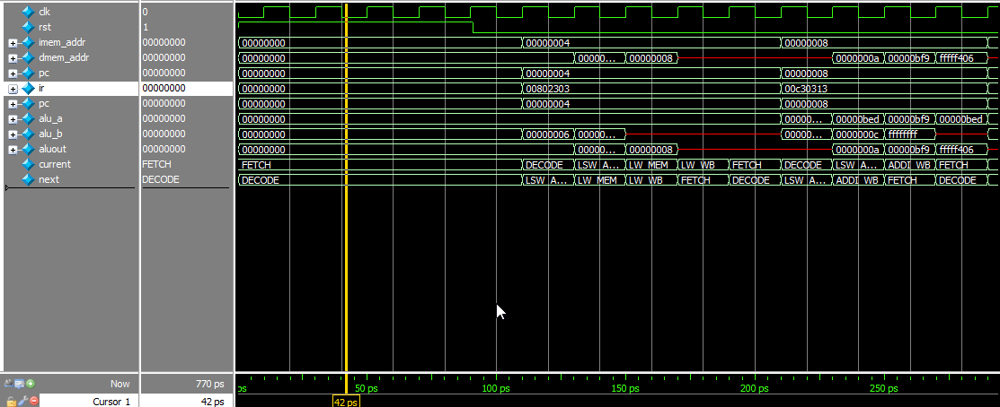 clk 0
rst 1
imem_addr 00000000 00000000 00000004 00000008
dmem_addr 00000000 00000000 00000... 00000008 0000000a 00000bf9 fffff406
pc 00000000 00000000 00000004 00000008
ir 00000000 00000000 00802303 00c30313
pc 00000000 00000000 00000004 00000008
alu_a 00000000 00000000 00000... 00000bed 00000bf9 00000bed
alu_b 00000000 00000000 00000006 00000... 00000... 0000000c ffffffff
aluout 00000000 00000000 00000... 00000008 0000000a 00000bf9 fffff406
current FETCH FETCH DECODE LSW_A... LW_MEM LW_WB FETCH DECODE LSW_A... ADDI_WB FETCH
next DECODE DECODE LSW_A... LW_MEM LW_WB FETCH DECODE LSW_A... ADDI_WB FETCH DECODE
Now 770 ps ps 50 ps 100 ps 150 ps 200 ps 250 ps
Cursor 1 42 ps 42 ps